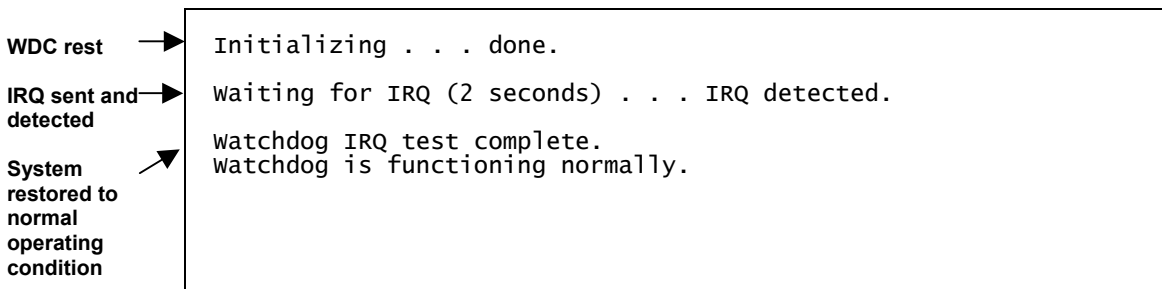 WDC rest
Initializing . . . done.
IRQ sent and
detected
Waiting for IRQ (2 seconds) . . . IRQ detected.
System
restored to
normal
operating
condition
Watchdog IRQ test complete.
Watchdog is functioning normally.